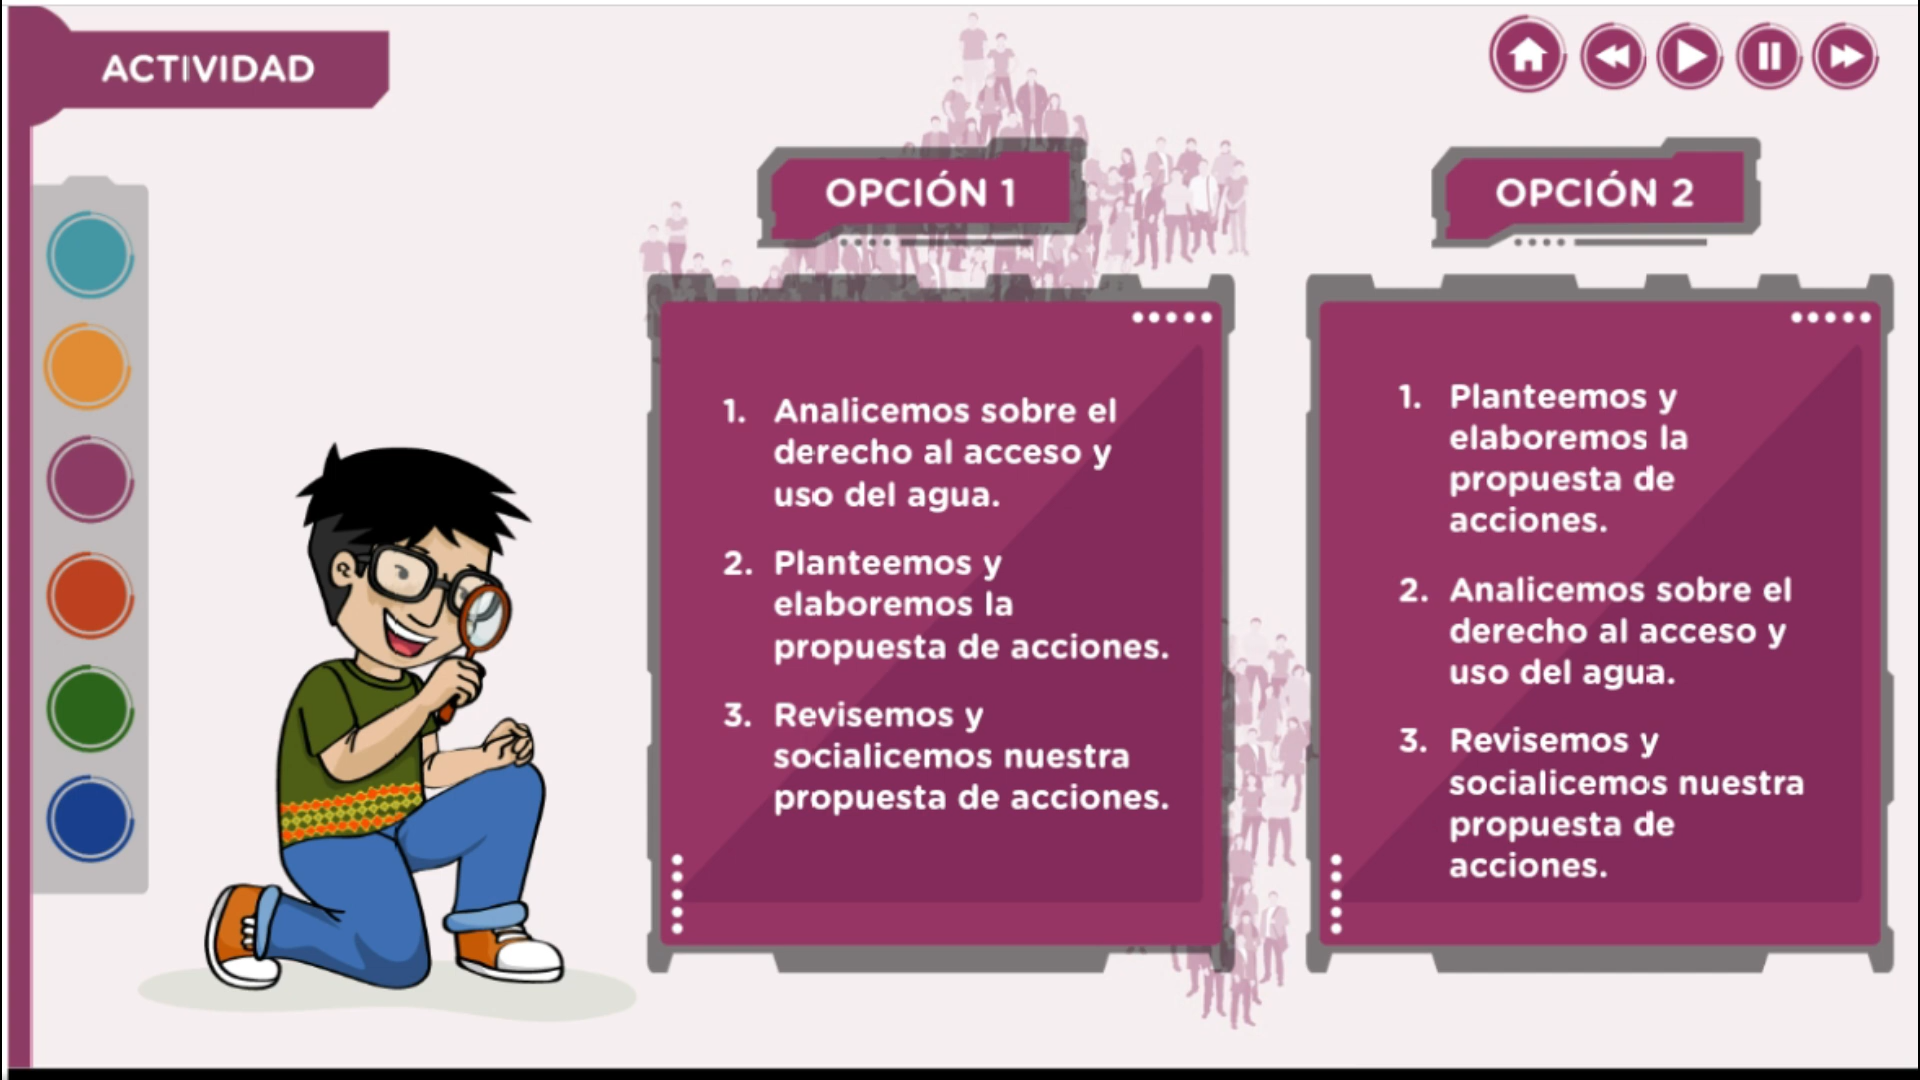 ACTIVIDAD
OPCIÓN 1
1. Analicemos sobre el
derecho al acceso y
uso del agua.
2. Planteemos y
elaboremos la
propuesta de acciones.
3. Revisemos y
socialicemos nuestra
propuesta de acciones.
OPCIÓN 2
1. Planteemos y
elaboremos la
propuesta de
acciones.
2. Analicemos sobre el
derecho al acceso y
uso del agua.
3. Revisemos y
socialicemos nuestra
propuesta de
acciones.